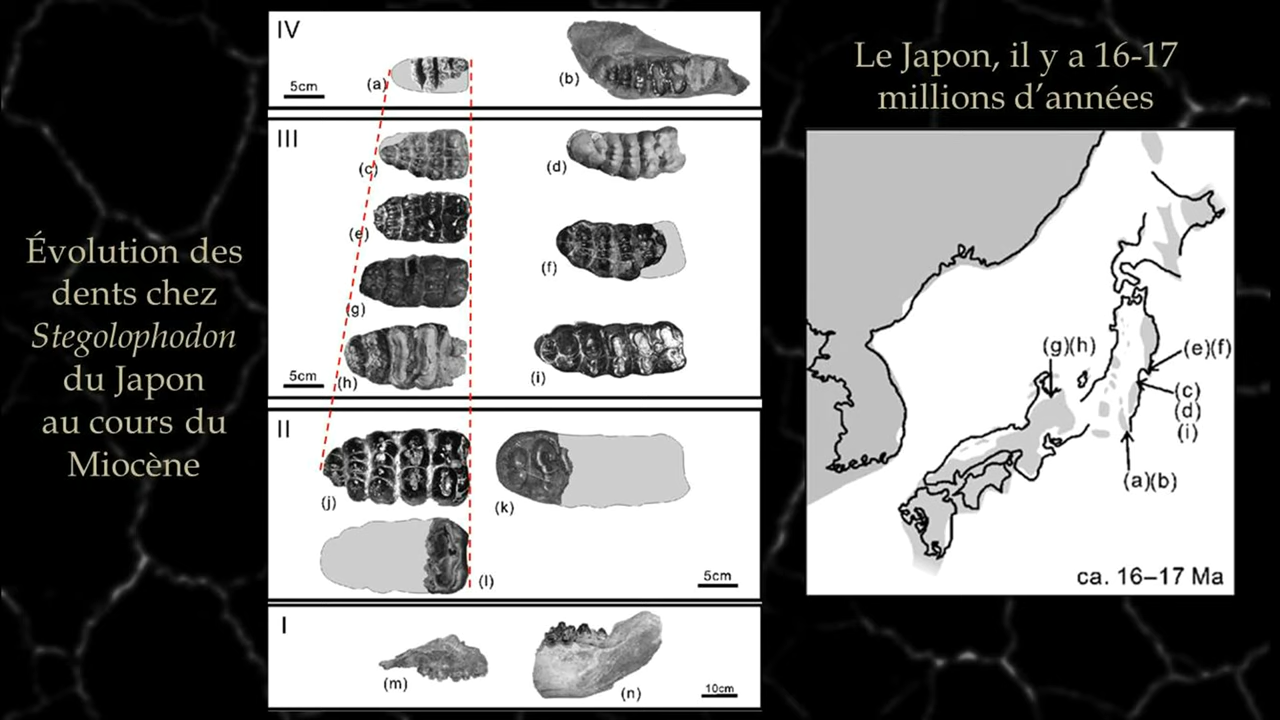 Évolution des
dents chez
Stegolophodon
du Japon
au cours du
Miocène
IV
5cm
(a)
(b)
III
(c)
(d)
(e)
(f)
(g)
5cm
(h)
(i)
II
(j)
(k)
(l)
5cm
I
(m)
(n)
10cm
Le Japon, il y a 16-17
millions d’années
(g)(h)
(e)(f)
(c)
(d)
(i)
(a)(b)
ca. 16–17 Ma